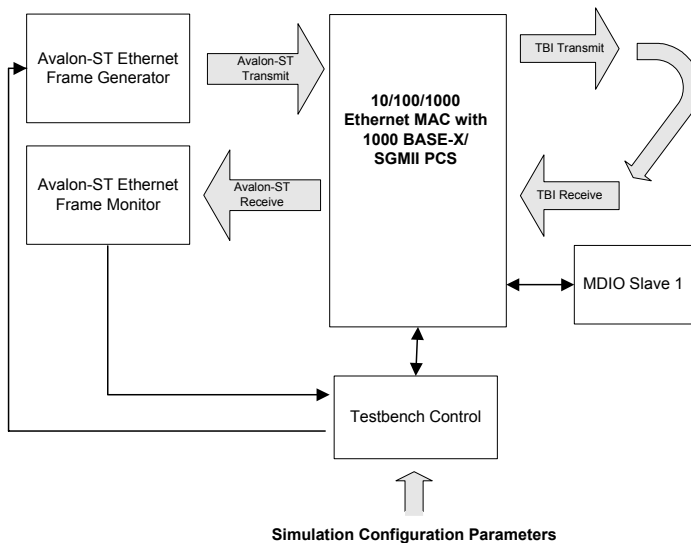 Avalon-ST Ethernet
Frame Generator
Avalon-ST
Transmit
10/100/1000
Ethernet MAC with
1000 BASE-X/
SGMII PCS
TBI Transmit
Avalon-ST Ethernet
Frame Monitor
Avalon-ST
Receive
TBI Receive
MDIO Slave 1
Testbench Control
Simulation Configuration Parameters